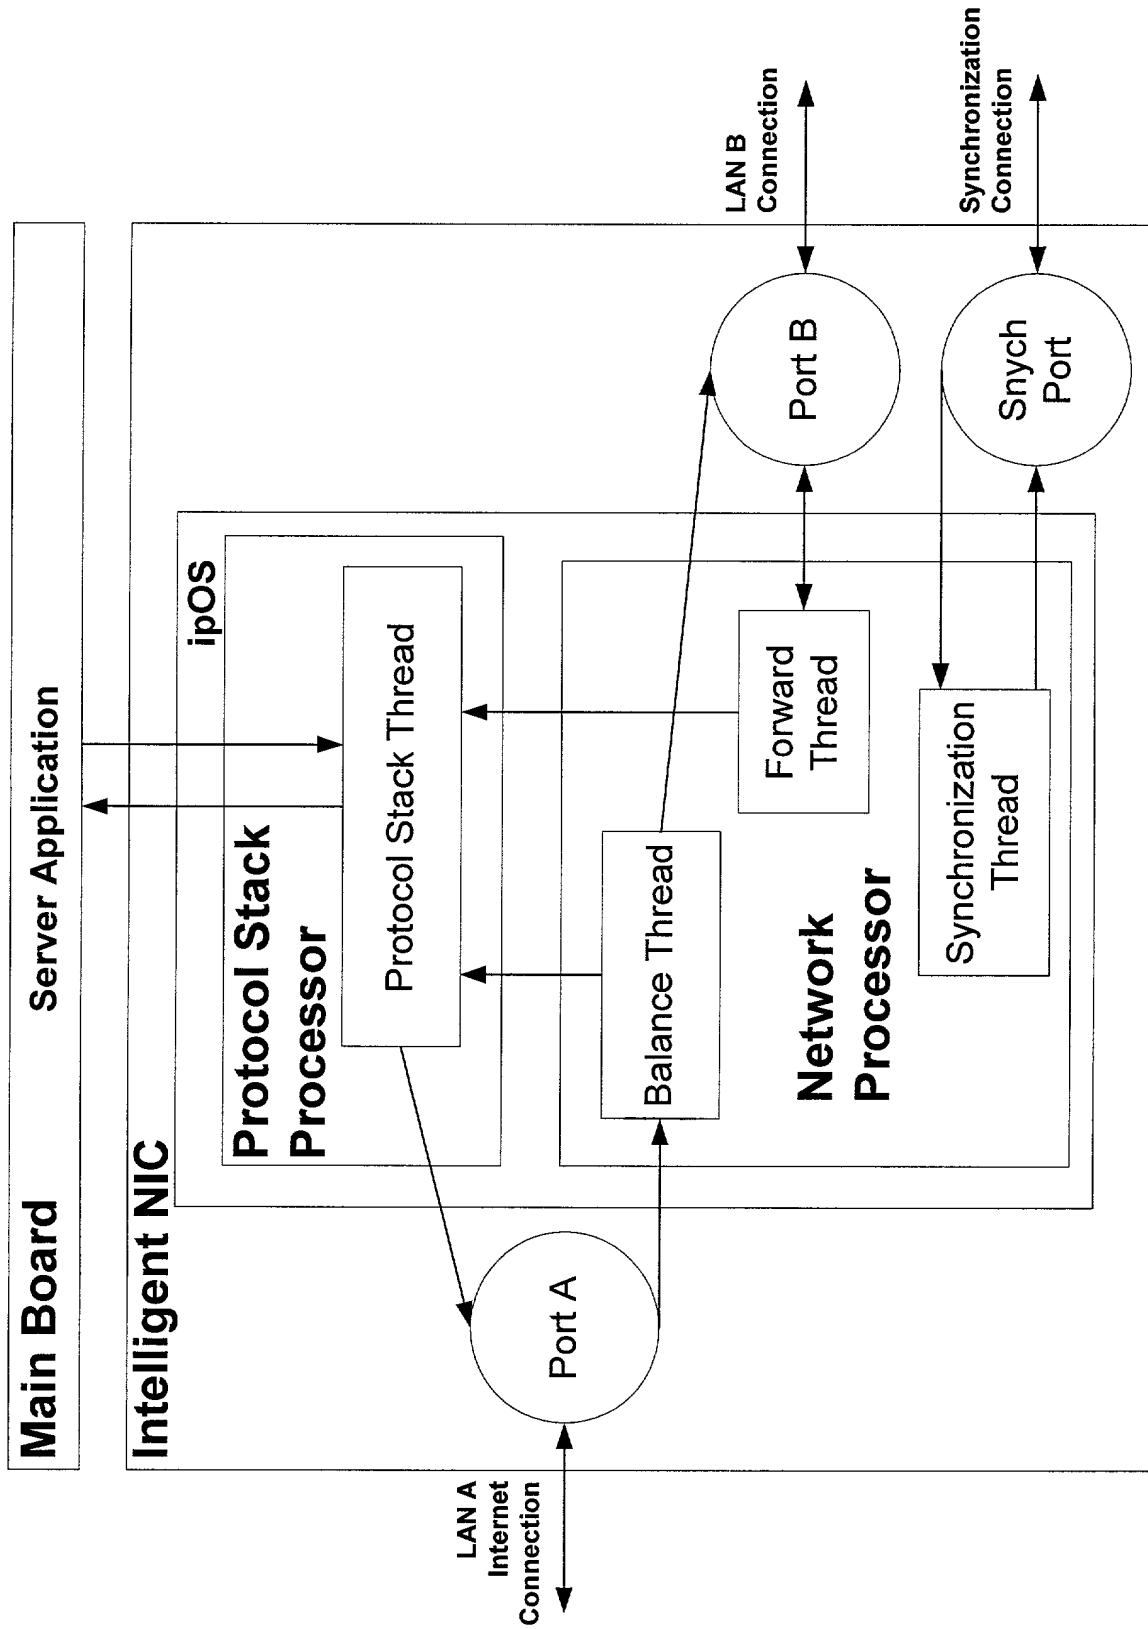 Main Board
Server Application
Intelligent NIC
ipOS
Protocol Stack
Processor
Protocol Stack Thread
LAN A
Internet
Connection
Port A
Balance Thread
Network
Processor
Forward
Thread
Synchronization
Thread
Port B
LAN B
Connection
Snych
Port
Synchronization
Connection